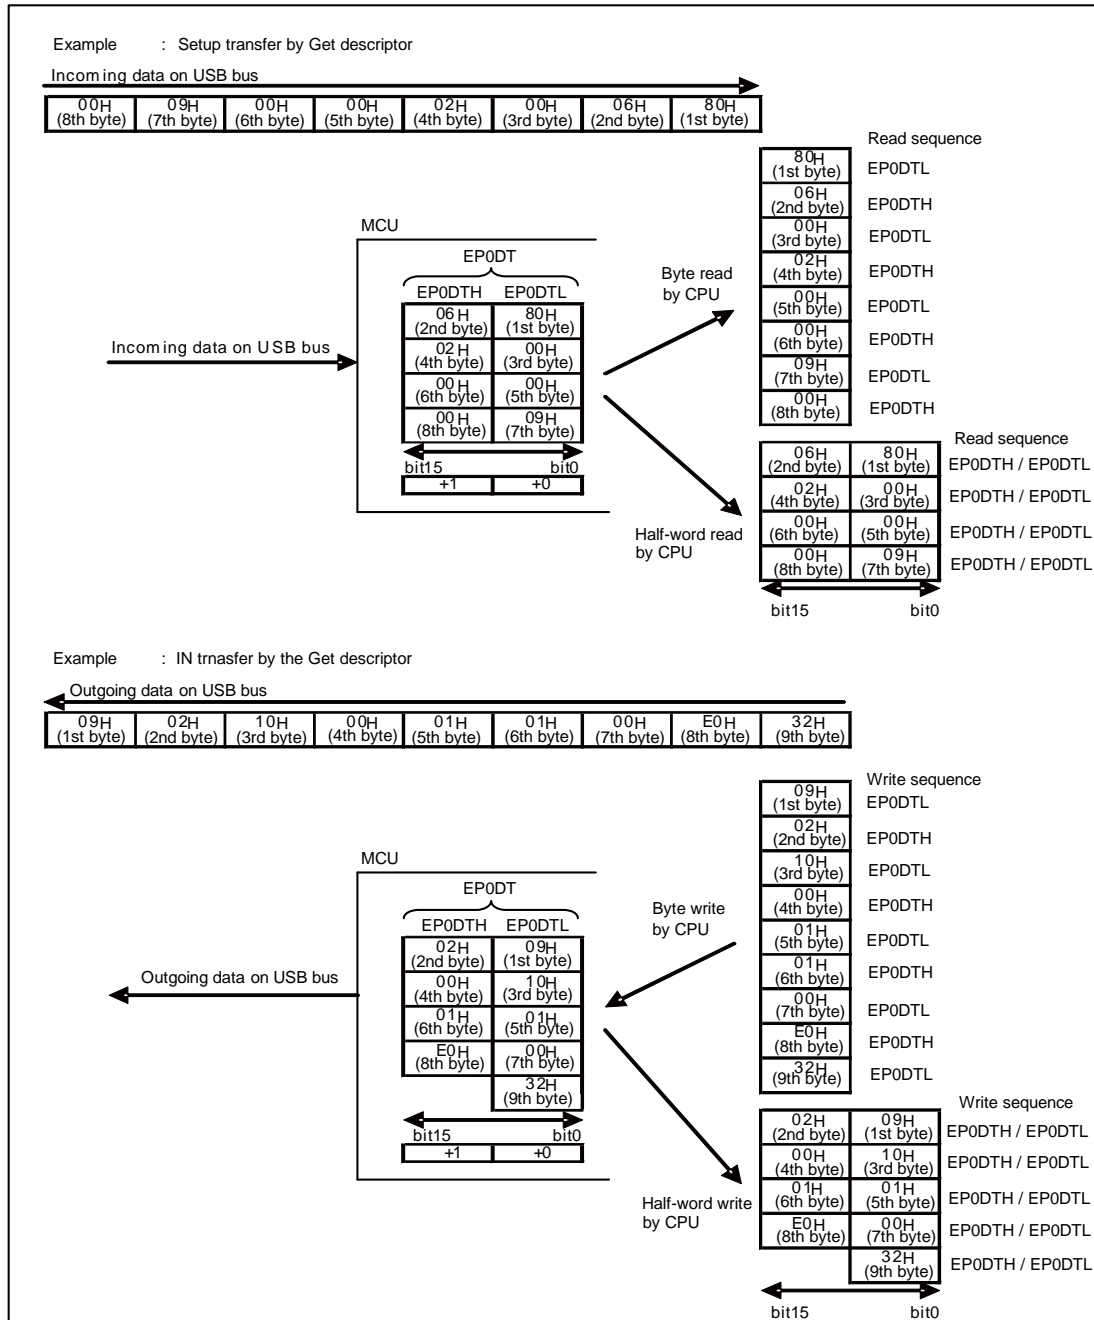 Example : Setup transfer by Get descriptor
Incoming data on USB bus
00H 09H 00H 00H 02H 00H 06H 80H
(8th byte) (7th byte) (6th byte) (5th byte) (4th byte) (3rd byte) (2nd byte) (1st byte)
Read sequence
80H
(1st byte) EP0DTL
06H
(2nd byte) EP0DTH
00H
(3rd byte) EP0DTL
02H
(4th byte) EP0DTH
00H
(5th byte) EP0DTL
00H
(6th byte) EP0DTH
09H
(7th byte) EP0DTL
00H
(8th byte) EP0DTH
MCU
EP0DT
EP0DTH EP0DTL
06H 80H
(2nd byte) (1st byte)
02H 00H
(4th byte) (3rd byte)
00H 00H
(6th byte) (5th byte)
00H 09H
(8th byte) (7th byte)
bit15 bit0
+1 +0
Incoming data on USB bus
Byte read
by CPU
Half-word read
by CPU
Read sequence
06H 80H
(2nd byte) (1st byte) EP0DTH / EP0DTL
02H 00H
(4th byte) (3rd byte) EP0DTH / EP0DTL
00H 00H
(6th byte) (5th byte) EP0DTH / EP0DTL
00H 09H
(8th byte) (7th byte) EP0DTH / EP0DTL
bit15 bit0
Example : IN trnasfer by the Get descriptor
Outgoing data on USB bus
09H 02H 10H 00H 01H 01H 00H E0H 32H
(1st byte) (2nd byte) (3rd byte) (4th byte) (5th byte) (6th byte) (7th byte) (8th byte) (9th byte)
Write sequence
09H
(1st byte) EP0DTL
02H
(2nd byte) EP0DTH
10H
(3rd byte) EP0DTL
00H
(4th byte) EP0DTH
01H
(5th byte) EP0DTL
01H
(6th byte) EP0DTH
00H
(7th byte) EP0DTL
E0H
(8th byte) EP0DTH
32H
(9th byte) EP0DTL
MCU
EP0DT
EP0DTH EP0DTL
02H 09H
(2nd byte) (1st byte)
00H 10H
(4th byte) (3rd byte)
01H 01H
(6th byte) (5th byte)
E0H 00H
(8th byte) (7th byte)
32H
(9th byte)
bit15 bit0
+1 +0
Outgoing data on USB bus
Byte write
by CPU
Half-word write
by CPU
Write sequence
02H 09H
(2nd byte) (1st byte) EP0DTH / EP0DTL
00H 10H
(4th byte) (3rd byte) EP0DTH / EP0DTL
01H 01H
(6th byte) (5th byte) EP0DTH / EP0DTL
E0H 00H
(8th byte) (7th byte) EP0DTH / EP0DTL
32H
(9th byte) EP0DTH / EP0DTL
bit15 bit0